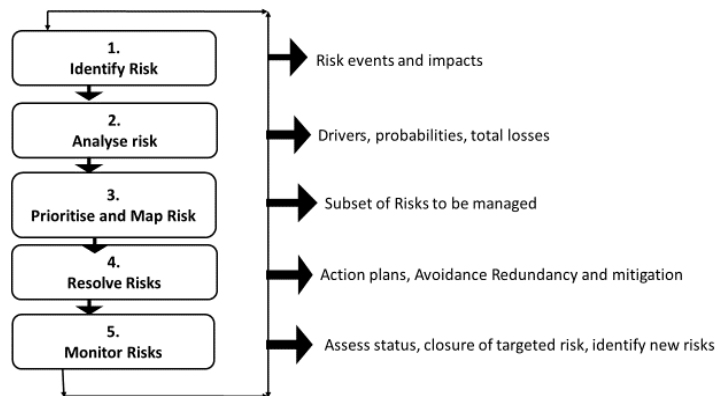 1.
Identify Risk
Risk events and impacts
2.
Analyse risk
Drivers, probabilities, total losses
3.
Prioritise and Map Risk
Subset of Risks to be managed
4.
Resolve Risks
Action plans, Avoidance Redundancy and mitigation
5.
Monitor Risks
Assess status, closure of targeted risk, identify new risks